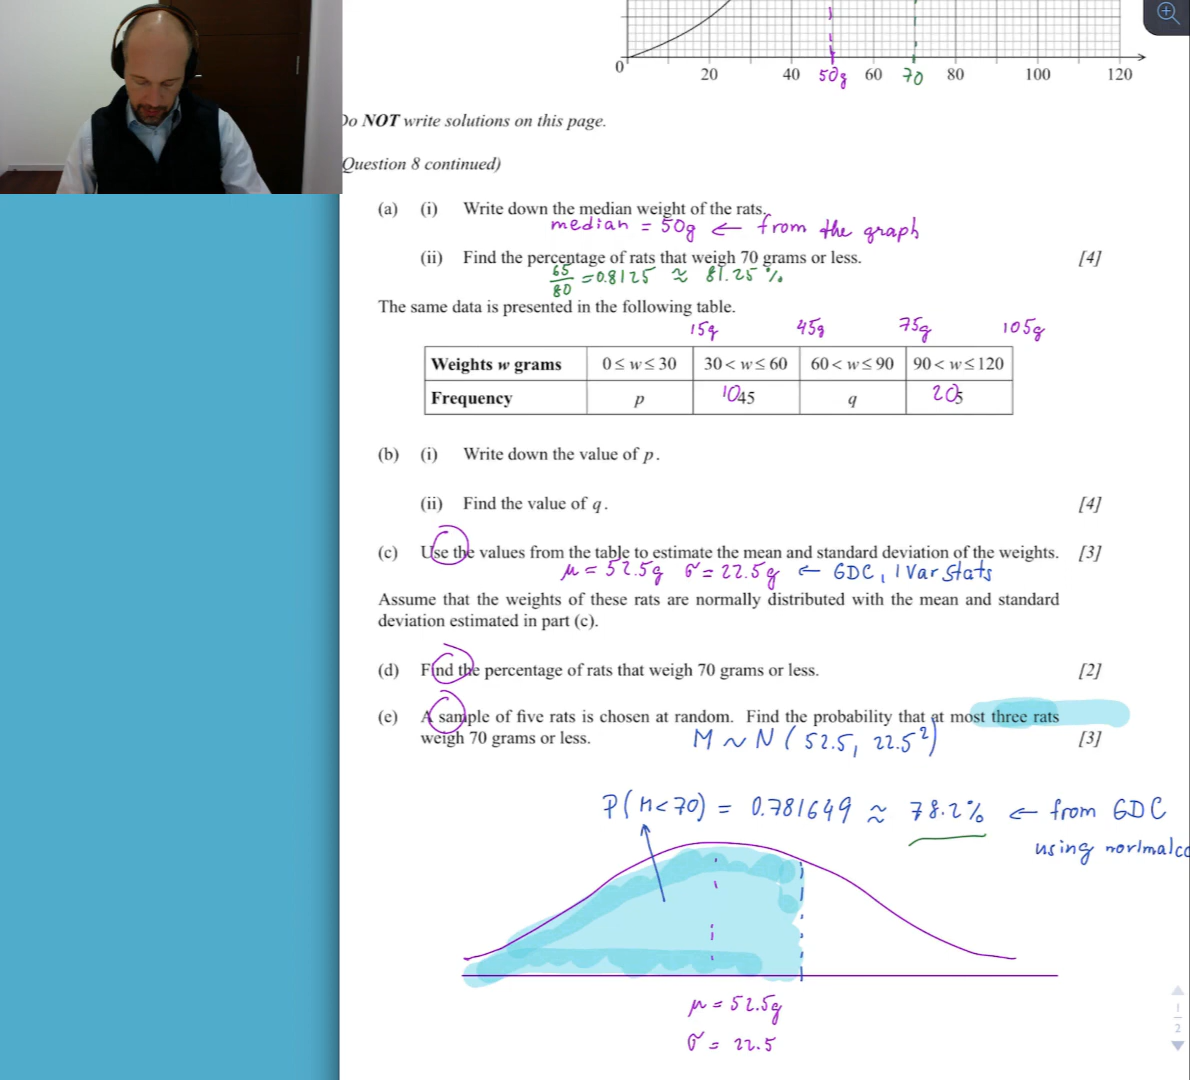 0 20 40 50g 60 70 80 100 120
Do NOT write solutions on this page.
Question 8 continued)
(a) (i) Write down the median weight of the rats.
median = 50g ← from the graph
(ii) Find the percentage of rats that weigh 70 grams or less. [4]
65/80 = 0.8125 ≈ 81.25%
The same data is presented in the following table.
15g 45g 75g 105g
Weights w grams 0 ≤ w ≤ 30 30 < w ≤ 60 60 < w ≤ 90 90 < w ≤ 120
Frequency p 10 45 q 20 5
(b) (i) Write down the value of p.
(ii) Find the value of q. [4]
(c) Use the values from the table to estimate the mean and standard deviation of the weights. [3]
μ = 52.5g σ = 22.5g ← GDC, 1 Var Stats
Assume that the weights of these rats are normally distributed with the mean and standard
deviation estimated in part (c).
(d) Find the percentage of rats that weigh 70 grams or less. [2]
(e) A sample of five rats is chosen at random. Find the probability that at most three rats
weigh 70 grams or less. M ~ N(52.5, 22.5²) [3]
P(M<70) = 0.781649 ≈ 78.2% ← from GDC
using normalcd
μ = 52.5g
σ = 22.5
1
2